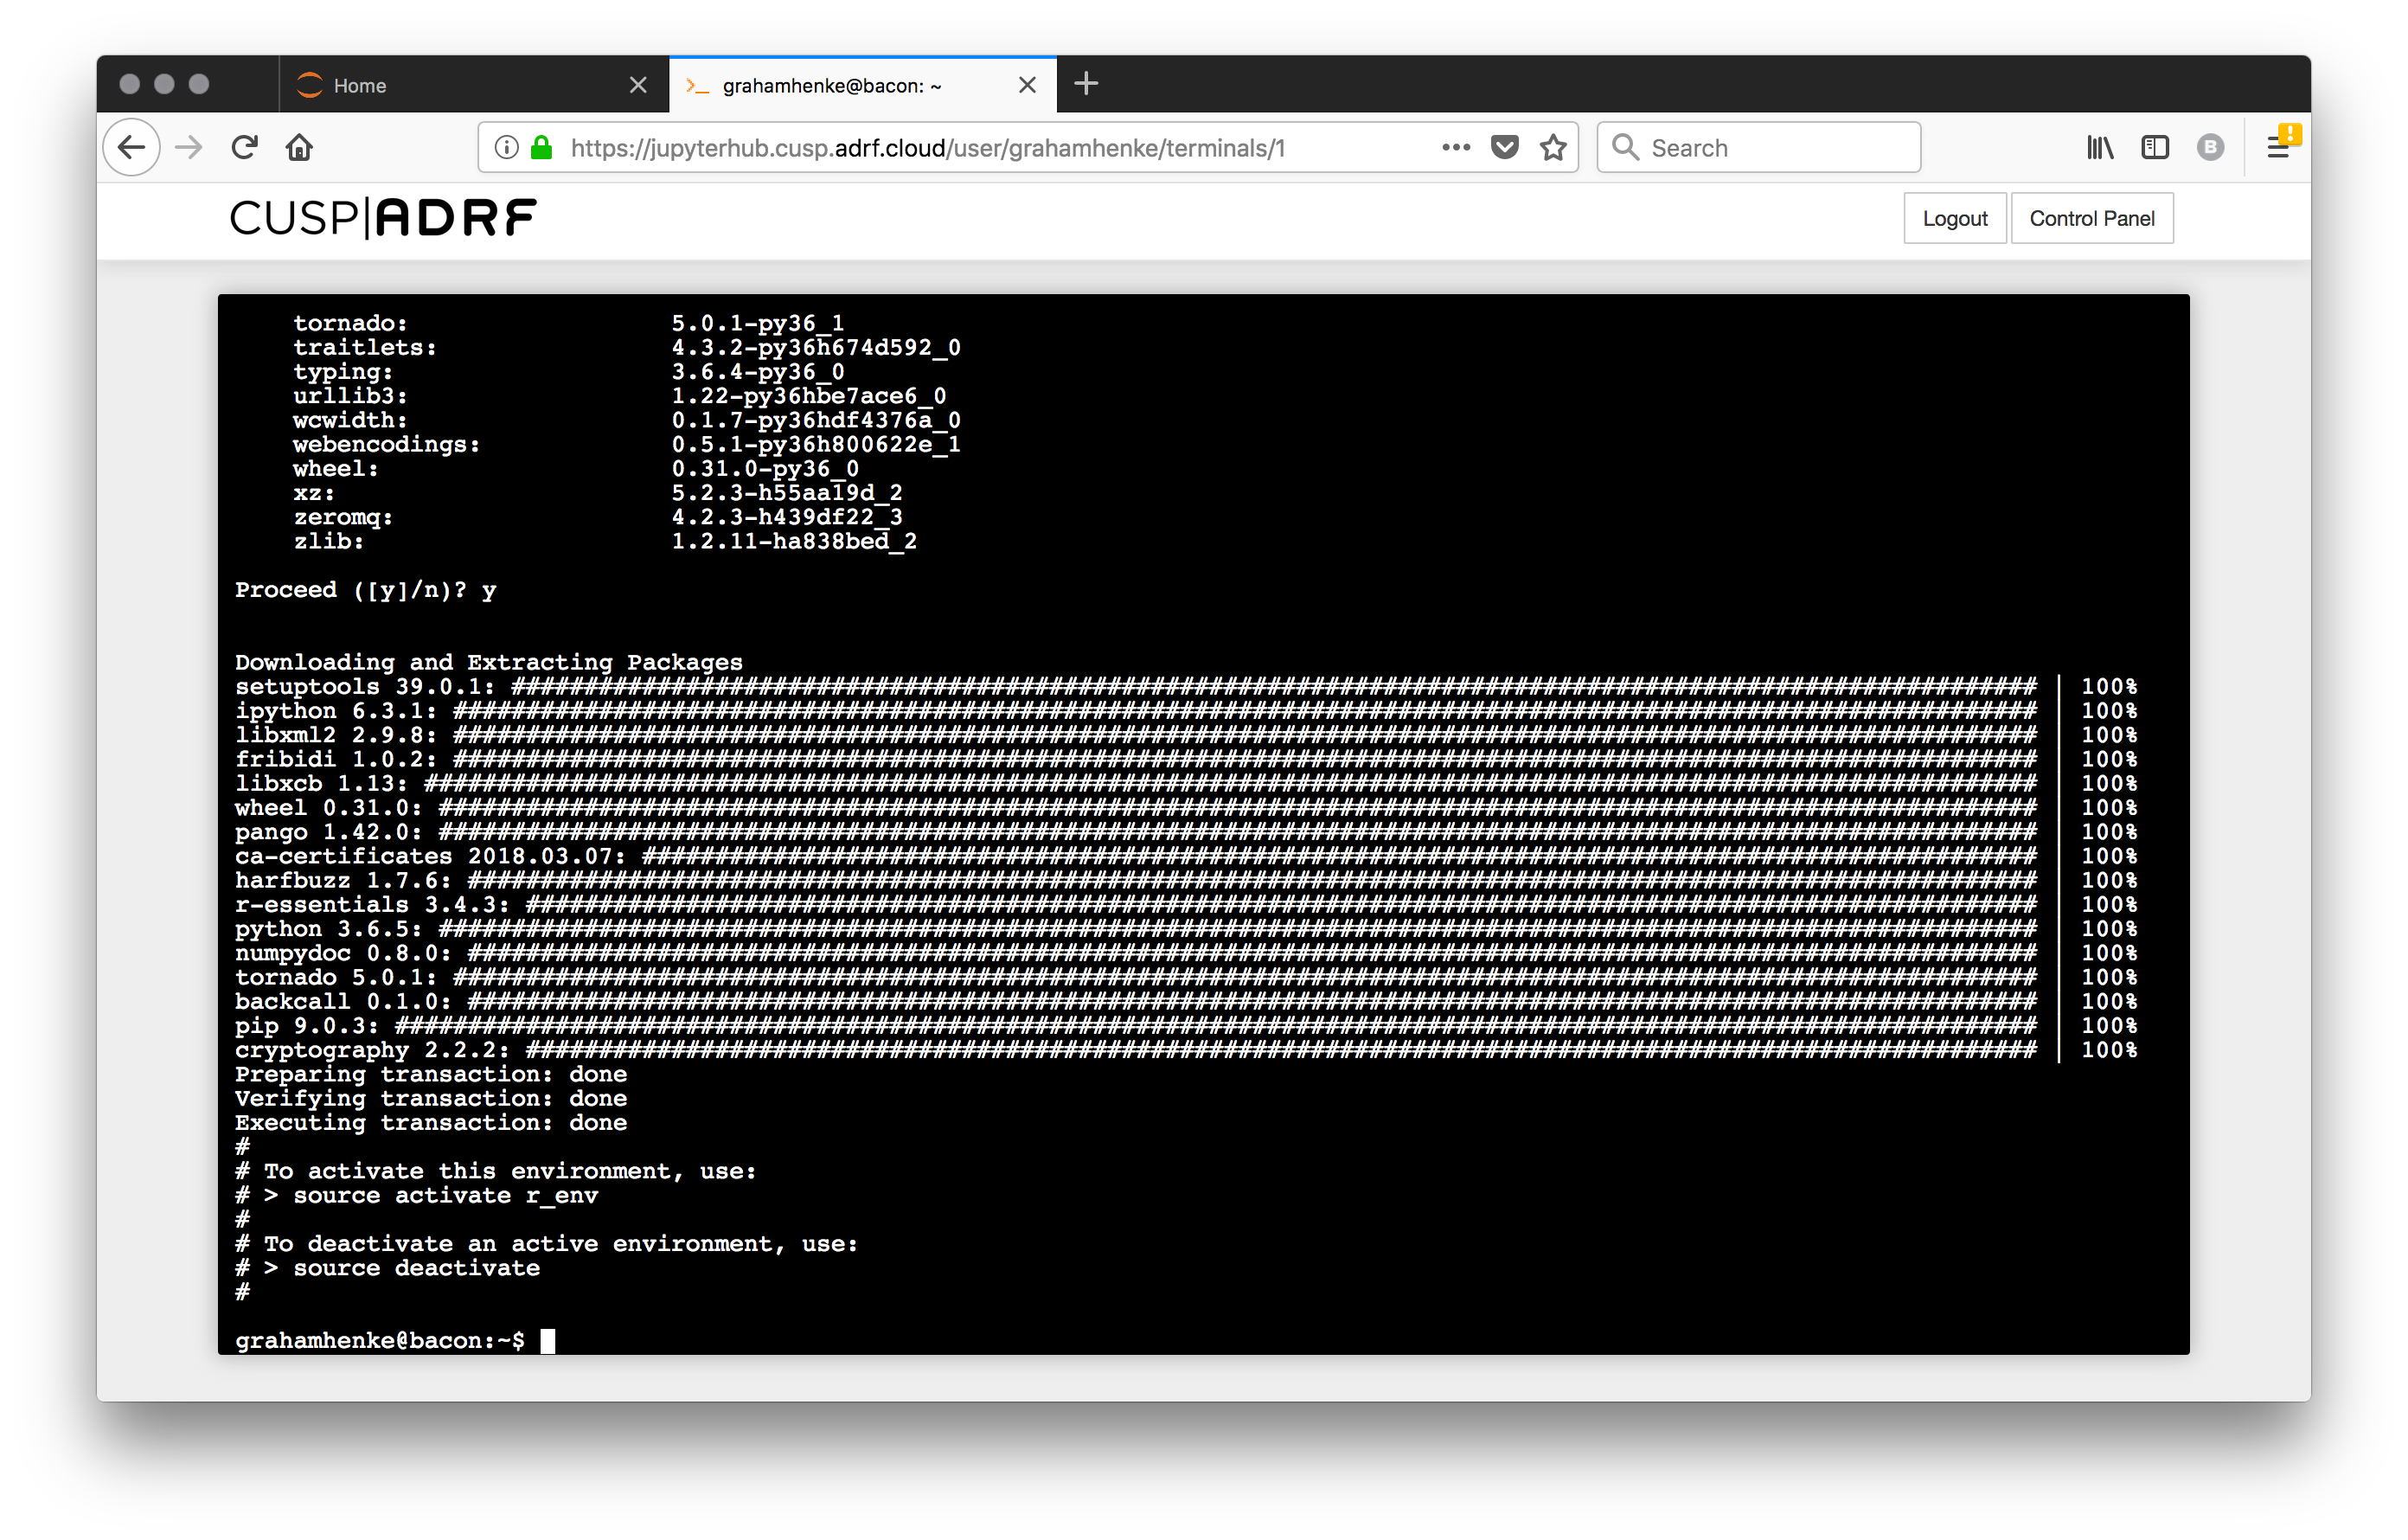 Home
grahamhenke@bacon: ~
https://jupyterhub.cusp.adrf.cloud/user/grahamhenke/terminals/1
Search
B
CUSP|ADRF
Logout
Control Panel
tornado: 5.0.1-py36_1
traitlets: 4.3.2-py36h674d592_0
typing: 3.6.4-py36_0
urllib3: 1.22-py36hbe7ace6_0
wcwidth: 0.1.7-py36hdf4376a_0
webencodings: 0.5.1-py36h800622e_1
wheel: 0.31.0-py36_0
xz: 5.2.3-h55aa19d_2
zeromq: 4.2.3-h439df22_3
zlib: 1.2.11-ha838bed_2
Proceed ([y]/n)? y
Downloading and Extracting Packages
setuptools 39.0.1: ######################################################################################################### | 100%
ipython 6.3.1: ############################################################################################################# | 100%
libxml2 2.9.8: ############################################################################################################# | 100%
fribidi 1.0.2: ############################################################################################################# | 100%
libxcb 1.13: ############################################################################################################### | 100%
wheel 0.31.0: ############################################################################################################## | 100%
pango 1.42.0: ############################################################################################################## | 100%
ca-certificates 2018.03.07: ################################################################################################ | 100%
harfbuzz 1.7.6: ############################################################################################################ | 100%
r-essentials 3.4.3: ######################################################################################################## | 100%
python 3.6.5: ############################################################################################################## | 100%
numpydoc 0.8.0: ############################################################################################################ | 100%
tornado 5.0.1: ############################################################################################################# | 100%
backcall 0.1.0: ############################################################################################################ | 100%
pip 9.0.3: ################################################################################################################# | 100%
cryptography 2.2.2: ######################################################################################################## | 100%
Preparing transaction: done
Verifying transaction: done
Executing transaction: done
#
# To activate this environment, use:
# > source activate r_env
#
# To deactivate an active environment, use:
# > source deactivate
#
grahamhenke@bacon:~$